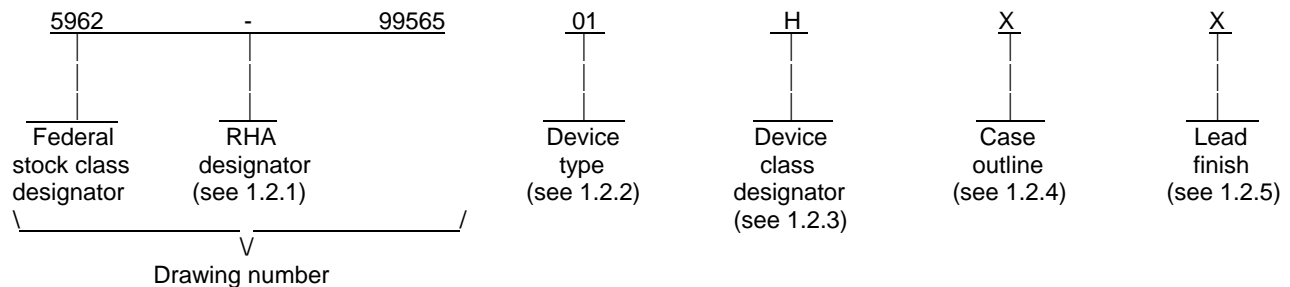 5962 - 99565 01 H X X
Federal stock class designator
RHA designator (see 1.2.1)
Device type (see 1.2.2)
Device class designator (see 1.2.3)
Case outline (see 1.2.4)
Lead finish (see 1.2.5)
Drawing number